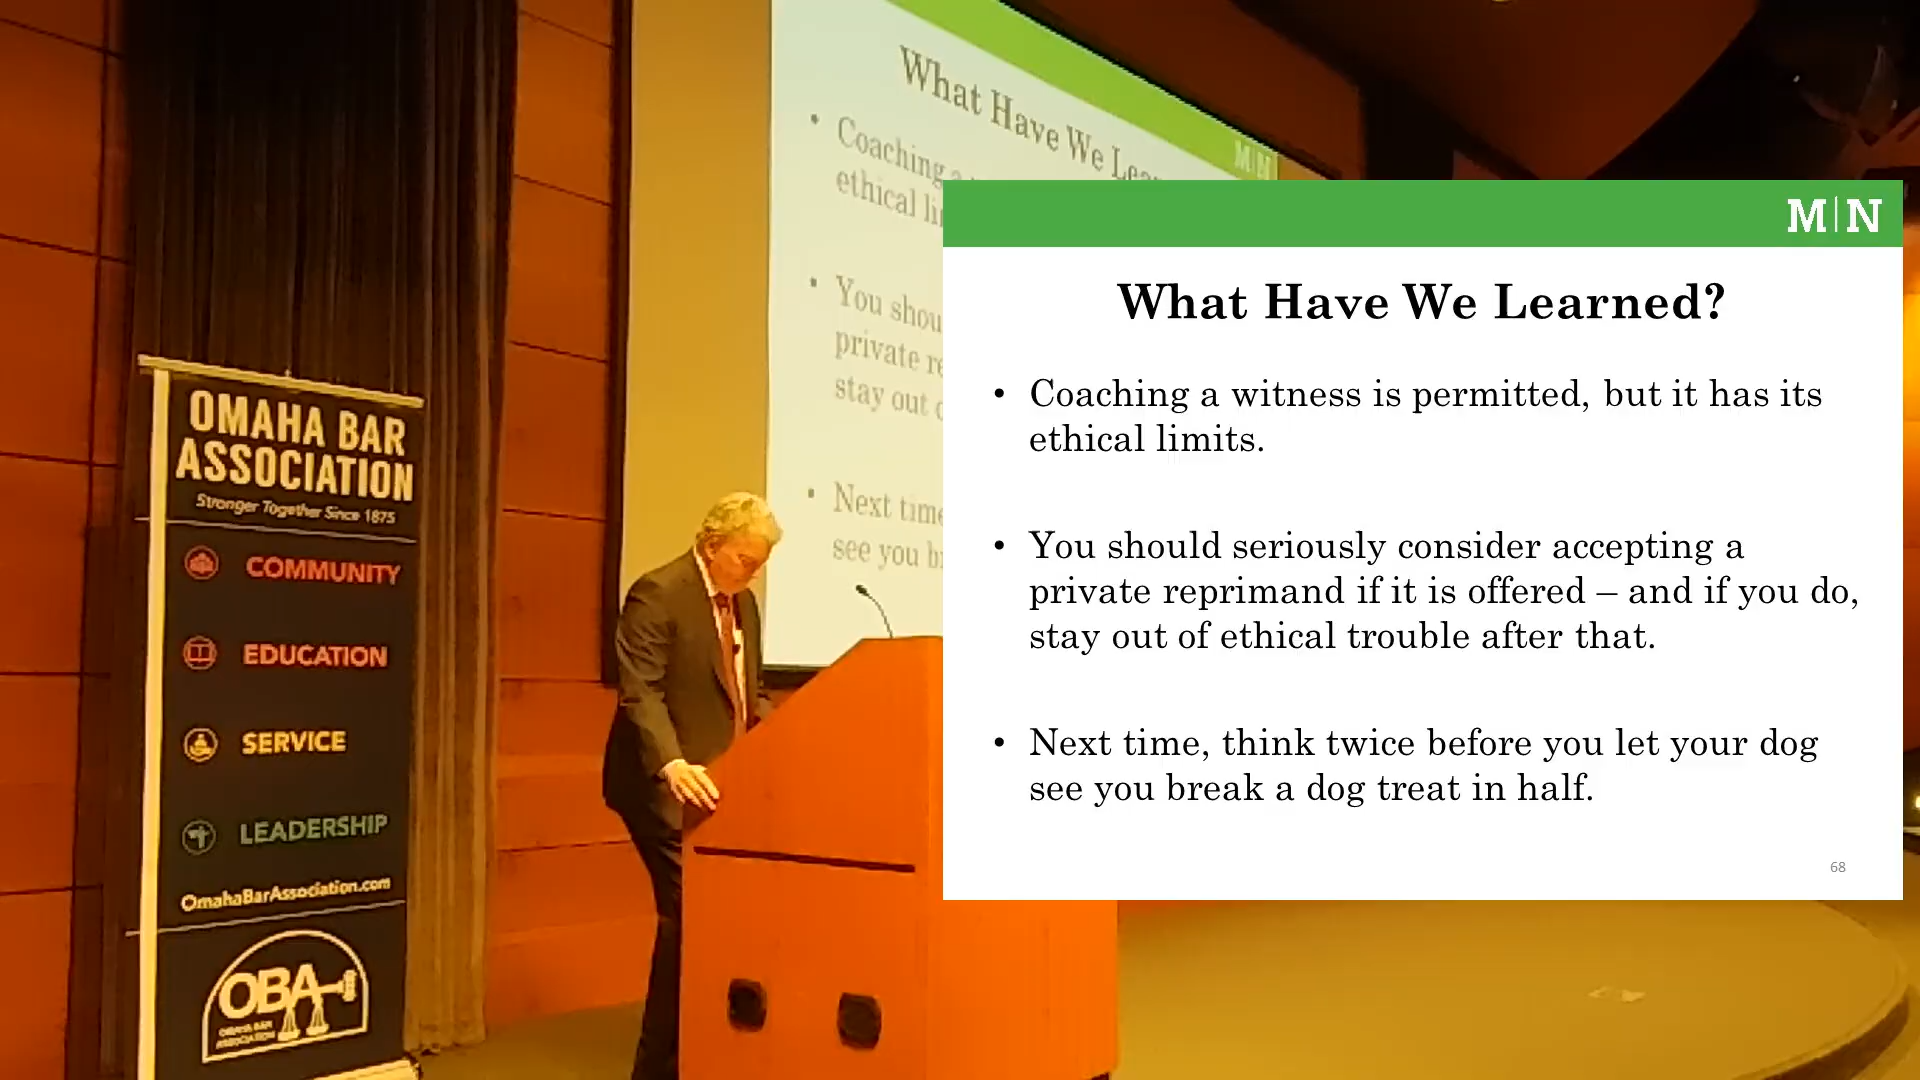 OMAHA BAR
ASSOCIATION
Stronger Together Since 1875
COMMUNITY
EDUCATION
SERVICE
LEADERSHIP
OmahaBarAssociation.com
OBA
OMAHA BAR
ASSOCIATION
What Have We Lear
M|N
• Coaching a
ethical li
• You shou
private re
stay out o
• Next time
see you b
M|N
What Have We Learned?
• Coaching a witness is permitted, but it has its
ethical limits.
• You should seriously consider accepting a
private reprimand if it is offered – and if you do,
stay out of ethical trouble after that.
• Next time, think twice before you let your dog
see you break a dog treat in half.
68